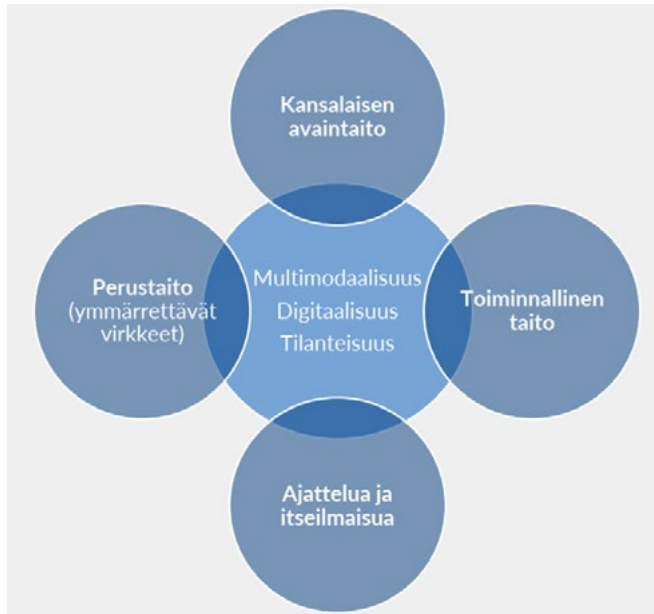 Kansalaisen
avaintaito
Perustaito
(ymmärrettävät
virkkeet)
Multimodaalisuus
Digitaalisuus
Tilanteisuus
Toiminnallinen
taito
Ajattelua ja
itseilmaisua